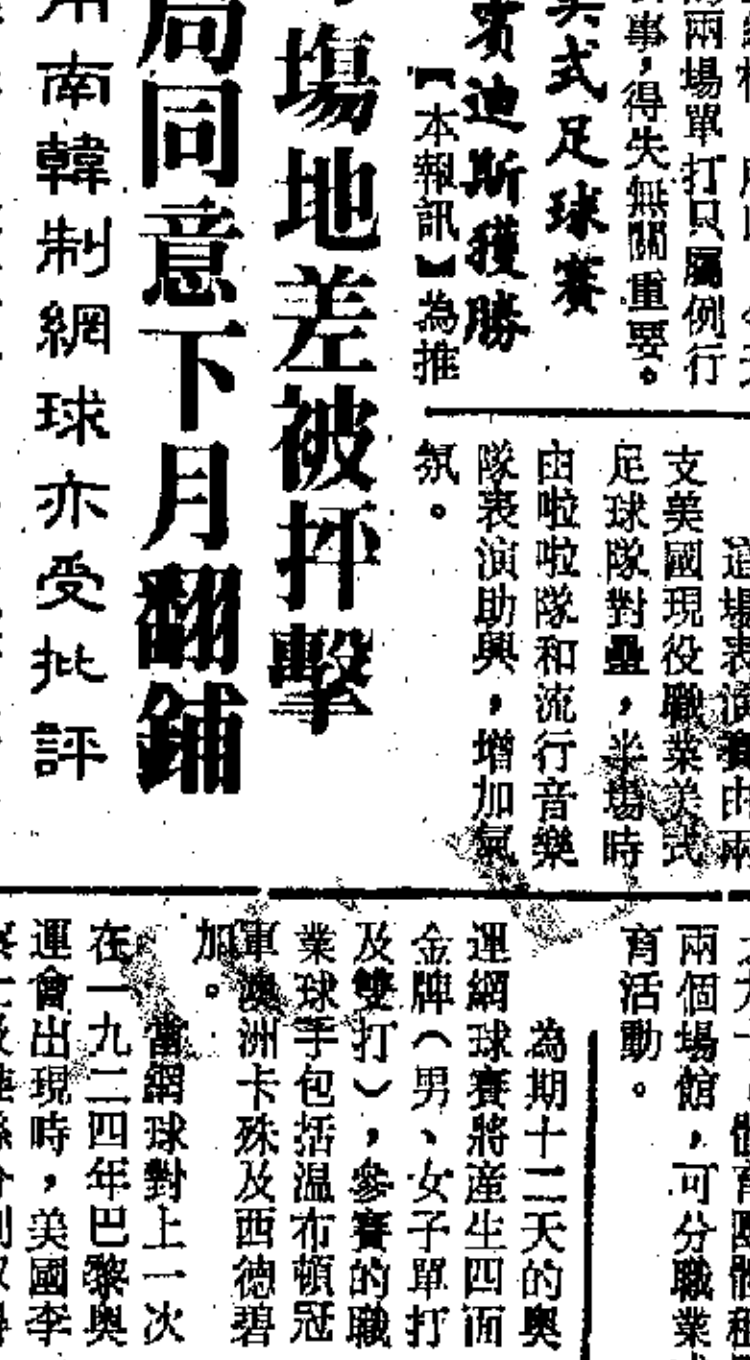 兩場單打只屬例行
事，得失無關重要。
美式足球賽
賓迪斯獲勝
【本報訊】為推
支美國現役職業美式
足球隊對壘，半場時
由啦啦隊和流行音樂
隊表演助興，增加氣
氛。
場地差被抨擊
局同意下月翻鋪
南韓制網球亦受批評
兩個場館，可分職業
育活動。
為期十二天的奧
運網球賽將產生四面
金牌（男、女子單打
及雙打），參賽的職
業球手包括溫布頓冠
軍澳洲卡殊及西德碧
加。
當網球對上一次
在一九二四年巴黎奧
運會出現時，美國李